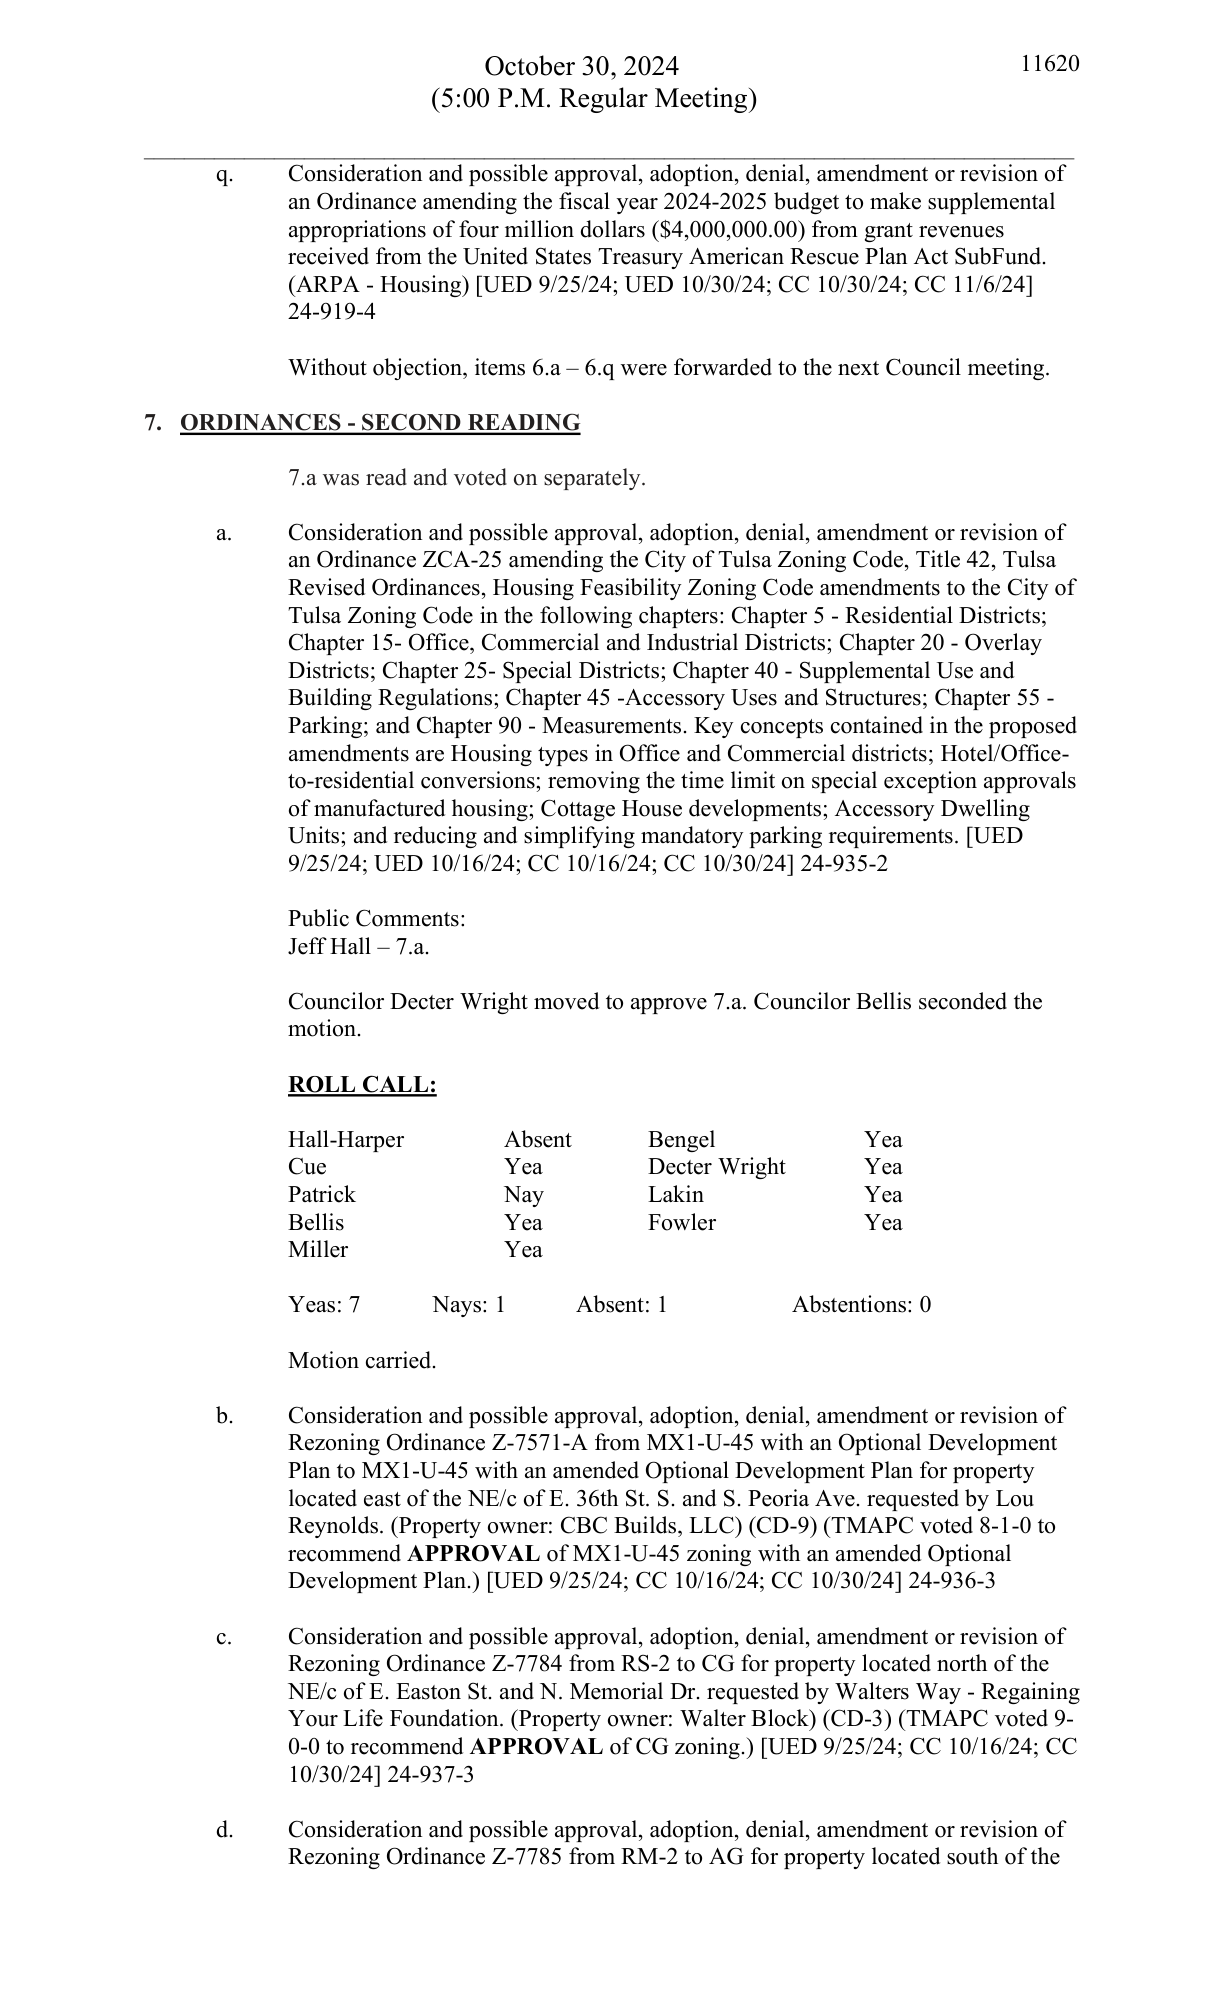 October 30, 2024
11620
(5:00 P.M. Regular Meeting)
q. Consideration and possible approval, adoption, denial, amendment or revision of
an Ordinance amending the fiscal year 2024-2025 budget to make supplemental
appropriations of four million dollars ($4,000,000.00) from grant revenues
received from the United States Treasury American Rescue Plan Act SubFund.
(ARPA - Housing) [UED 9/25/24; UED 10/30/24; CC 10/30/24; CC 11/6/24]
24-919-4
Without objection, items 6.a – 6.q were forwarded to the next Council meeting.
7. ORDINANCES - SECOND READING
7.a was read and voted on separately.
a. Consideration and possible approval, adoption, denial, amendment or revision of
an Ordinance ZCA-25 amending the City of Tulsa Zoning Code, Title 42, Tulsa
Revised Ordinances, Housing Feasibility Zoning Code amendments to the City of
Tulsa Zoning Code in the following chapters: Chapter 5 - Residential Districts;
Chapter 15- Office, Commercial and Industrial Districts; Chapter 20 - Overlay
Districts; Chapter 25- Special Districts; Chapter 40 - Supplemental Use and
Building Regulations; Chapter 45 -Accessory Uses and Structures; Chapter 55 -
Parking; and Chapter 90 - Measurements. Key concepts contained in the proposed
amendments are Housing types in Office and Commercial districts; Hotel/Office-
to-residential conversions; removing the time limit on special exception approvals
of manufactured housing; Cottage House developments; Accessory Dwelling
Units; and reducing and simplifying mandatory parking requirements. [UED
9/25/24; UED 10/16/24; CC 10/16/24; CC 10/30/24] 24-935-2
Public Comments:
Jeff Hall – 7.a.
Councilor Decter Wright moved to approve 7.a. Councilor Bellis seconded the
motion.
ROLL CALL:
Hall-Harper Absent Bengel Yea
Cue Yea Decter Wright Yea
Patrick Nay Lakin Yea
Bellis Yea Fowler Yea
Miller Yea
Yeas: 7 Nays: 1 Absent: 1 Abstentions: 0
Motion carried.
b. Consideration and possible approval, adoption, denial, amendment or revision of
Rezoning Ordinance Z-7571-A from MX1-U-45 with an Optional Development
Plan to MX1-U-45 with an amended Optional Development Plan for property
located east of the NE/c of E. 36th St. S. and S. Peoria Ave. requested by Lou
Reynolds. (Property owner: CBC Builds, LLC) (CD-9) (TMAPC voted 8-1-0 to
recommend APPROVAL of MX1-U-45 zoning with an amended Optional
Development Plan.) [UED 9/25/24; CC 10/16/24; CC 10/30/24] 24-936-3
c. Consideration and possible approval, adoption, denial, amendment or revision of
Rezoning Ordinance Z-7784 from RS-2 to CG for property located north of the
NE/c of E. Easton St. and N. Memorial Dr. requested by Walters Way - Regaining
Your Life Foundation. (Property owner: Walter Block) (CD-3) (TMAPC voted 9-
0-0 to recommend APPROVAL of CG zoning.) [UED 9/25/24; CC 10/16/24; CC
10/30/24] 24-937-3
d. Consideration and possible approval, adoption, denial, amendment or revision of
Rezoning Ordinance Z-7785 from RM-2 to AG for property located south of the